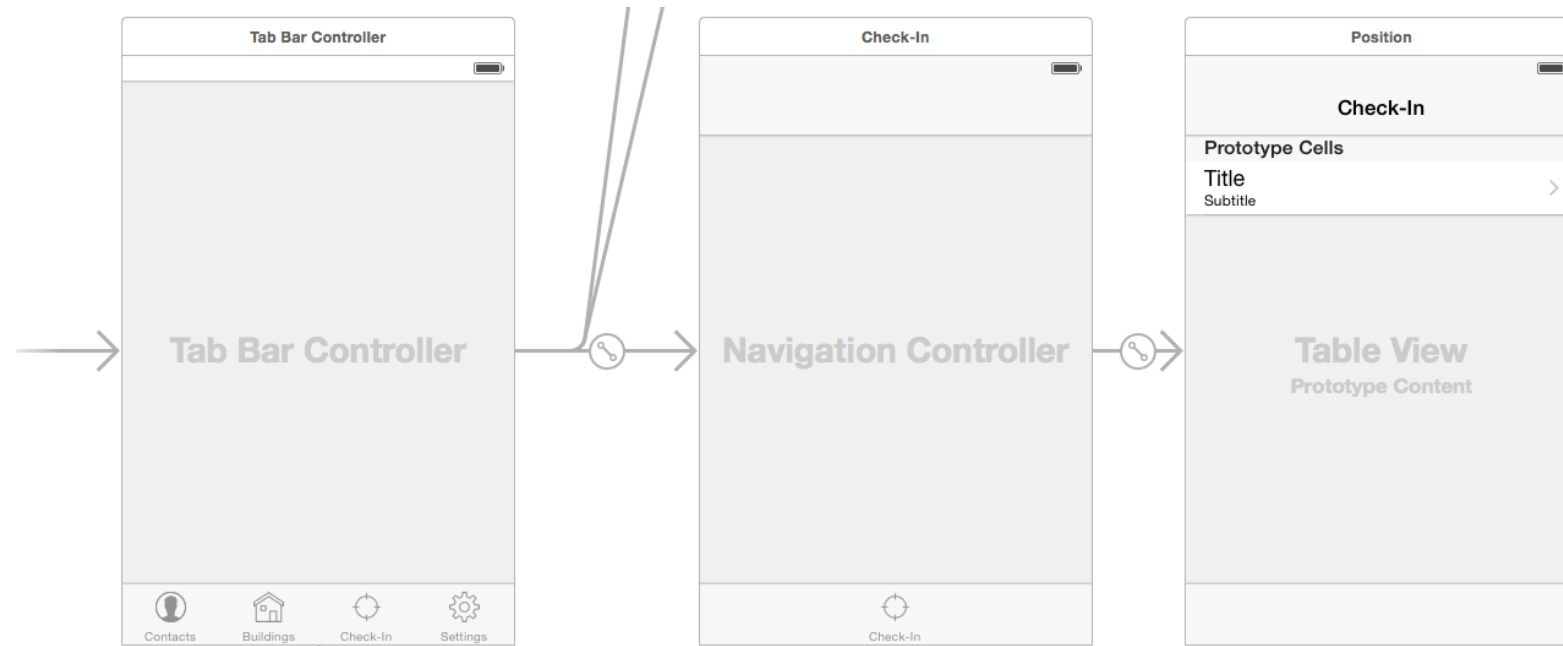 Tab Bar Controller
Tab Bar Controller
Contacts
Buildings
Check-In
Settings
Check-In
Navigation Controller
Check-In
Position
Check-In
Prototype Cells
Title
Subtitle
Table View
Prototype Content